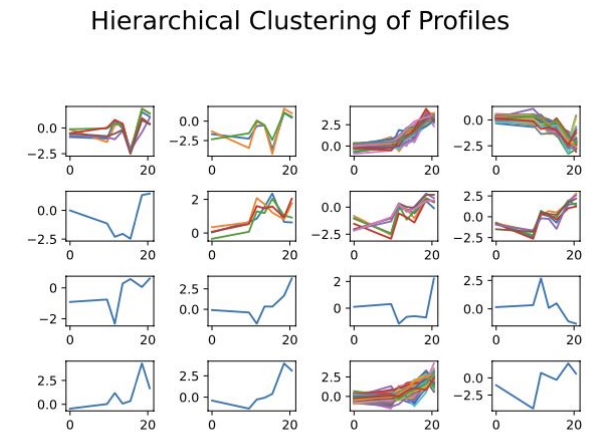 Hierarchical Clustering of Profiles
0.0 0.0 2.5 0.0
−2.5 −2.5 0.0 −2.5
0 20 0 20 0 20 0 20
0.0 2 0.0 2.5
−2.5 0 −2.5 0.0
−2.5
0 20 0 20 0 20 0 20
0 2.5 2 2.5
−2 0.0 0 0.0
0 20 0 20 0 20 0 20
2.5 2.5 2.5 0.0
0.0 0.0 0.0 −2.5
0 20 0 20 0 20 0 20